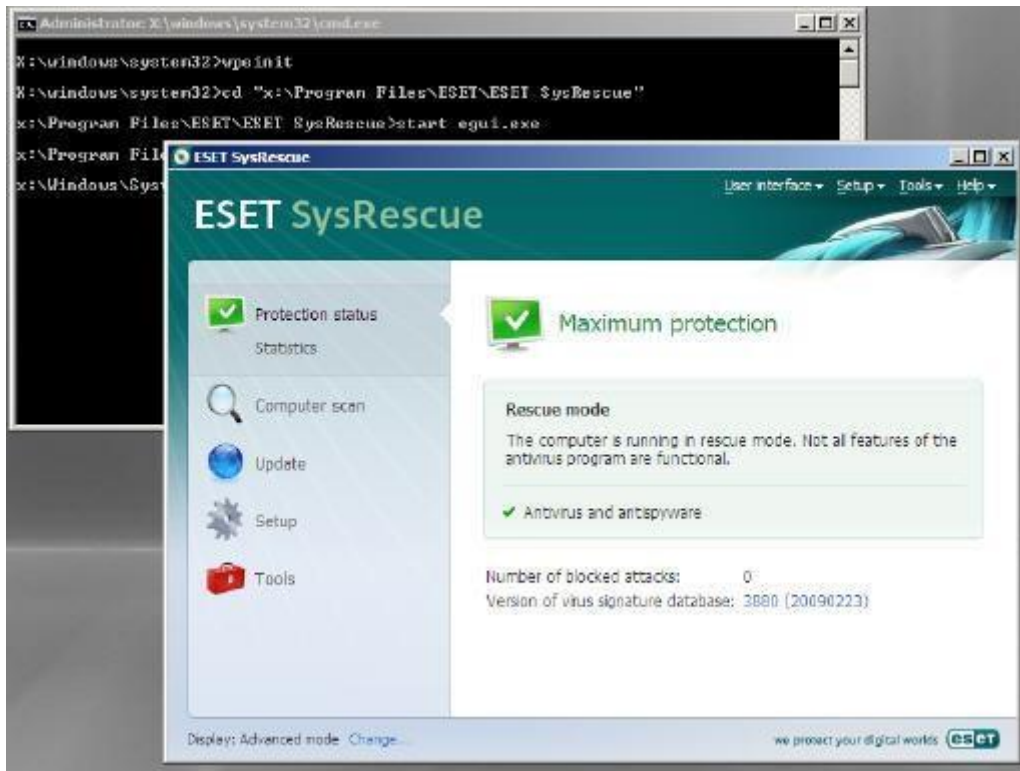 Administrator: X:\windows\system32\cmd.exe
X:\windows\system32>wpeinit
X:\windows\system32>cd "x:\Program Files\ESET\ESET SysRescue"
x:\Program Files\ESET\ESET SysRescue>start egui.exe
x:\Program Fil
x:\Windows\Sys
ESET SysRescue
User interface Setup Tools Help
ESET SysRescue
Protection status
Statistics
Computer scan
Update
Setup
Tools
Maximum protection
Rescue mode
The computer is running in rescue mode. Not all features of the
antivirus program are functional.
Antivirus and antispyware
Number of blocked attacks: 0
Version of virus signature database: 3880 (20090223)
Display: Advanced mode Change...
we protect your digital worlds eset